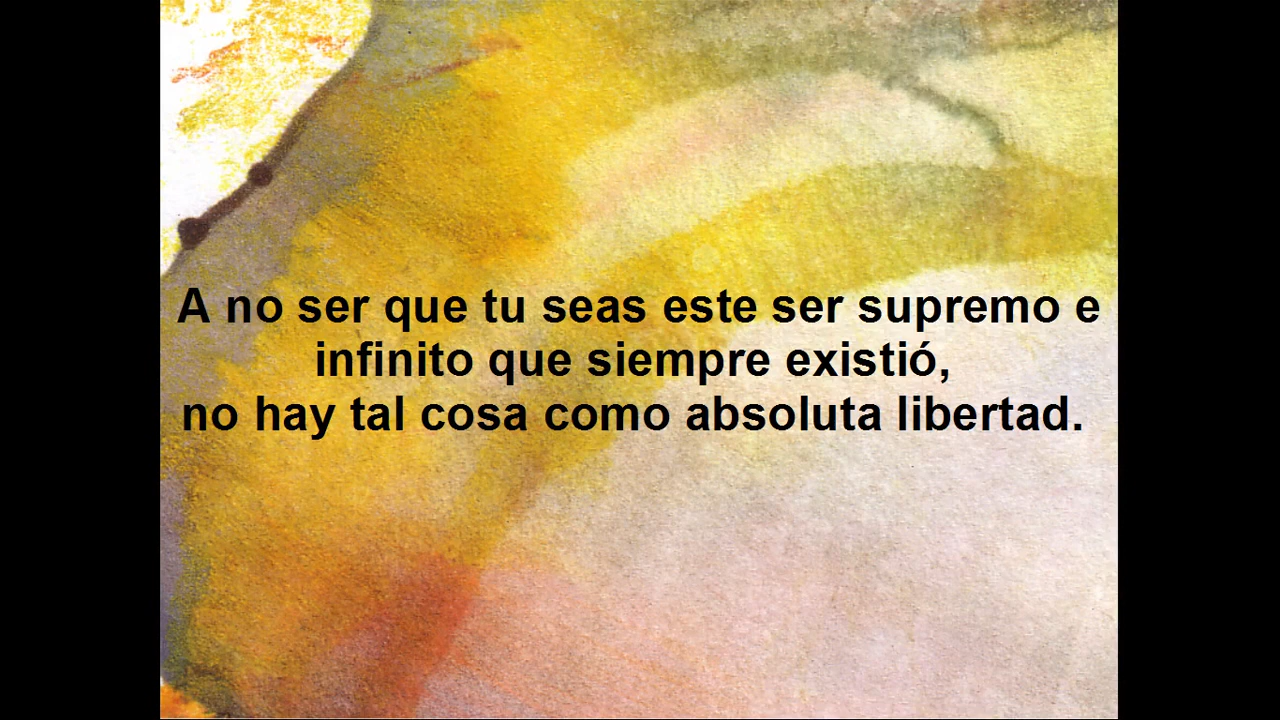 A no ser que tu seas este ser supremo e
infinito que siempre existió,
no hay tal cosa como absoluta libertad.